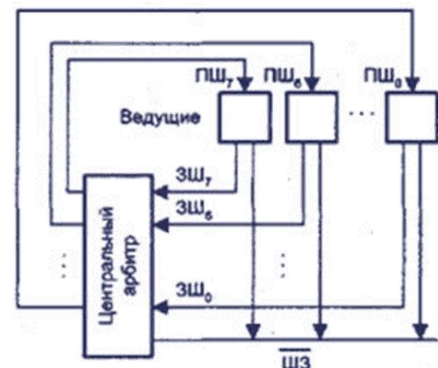 ПШ₇ ПШ₆ ПШ₀
Ведущие
ЗШ₇
ЗШ₆
Центральный
арбитр
ЗШ₀
ШЗ